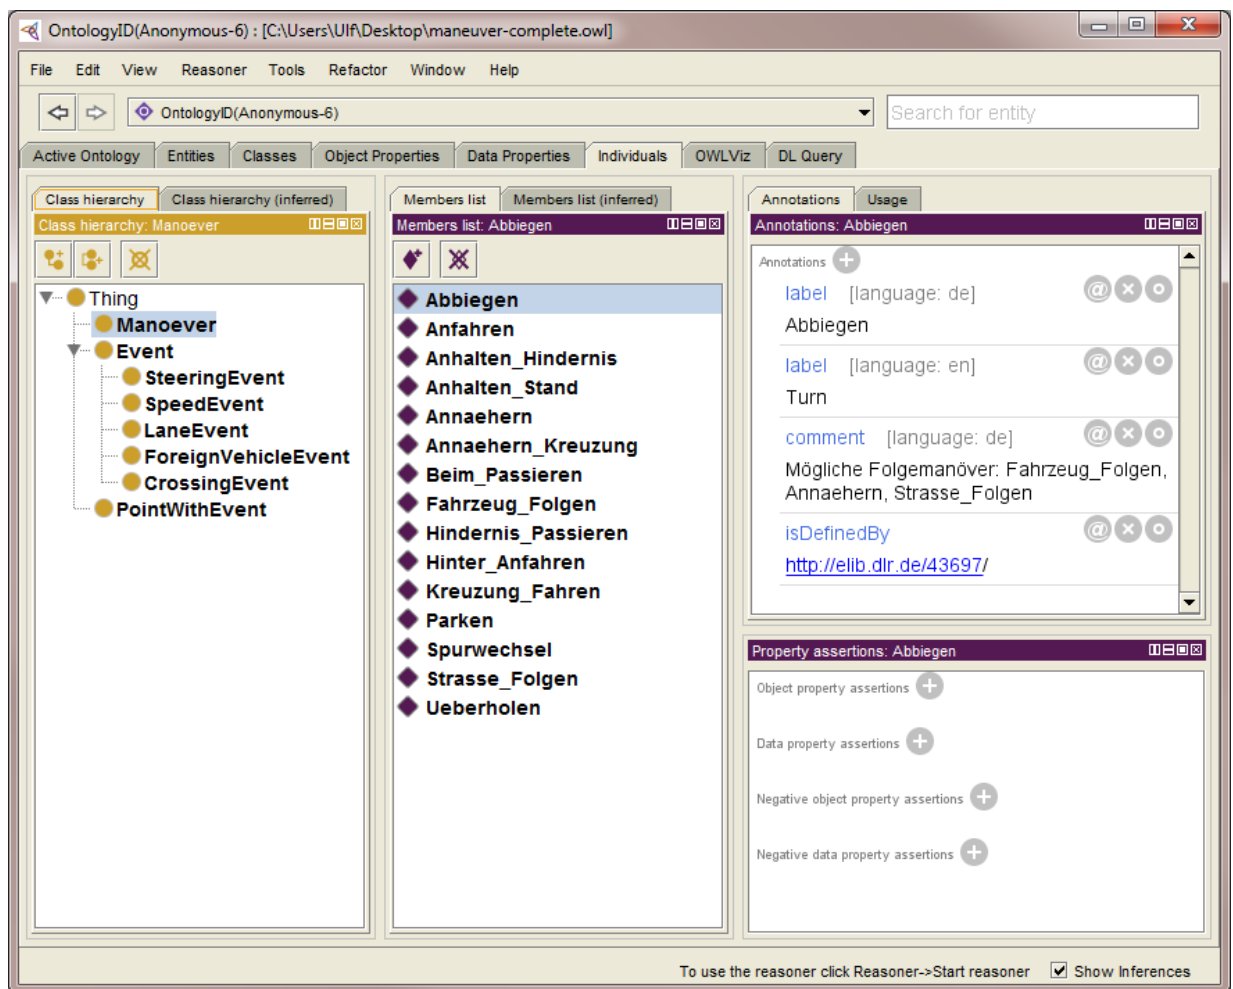 OntologyID(Anonymous-6) : [C:\Users\Ulf\Desktop\maneuver-complete.owl]
File Edit View Reasoner Tools Refactor Window Help
OntologyID(Anonymous-6)
Search for entity
Active Ontology Entities Classes Object Properties Data Properties Individuals OWLViz DL Query
Class hierarchy Class hierarchy (inferred)
Class hierarchy: Manoever
Thing
Manoever
Event
SteeringEvent
SpeedEvent
LaneEvent
ForeignVehicleEvent
CrossingEvent
PointWithEvent
Members list Members list (inferred)
Members list: Abbiegen
Abbiegen
Anfahren
Anhalten_Hindernis
Anhalten_Stand
Annaehern
Annaehern_Kreuzung
Beim_Passieren
Fahrzeug_Folgen
Hindernis_Passieren
Hinter_Anfahren
Kreuzung_Fahren
Parken
Spurwechsel
Strasse_Folgen
Ueberholen
Annotations Usage
Annotations: Abbiegen
Annotations
label [language: de]
Abbiegen
label [language: en]
Turn
comment [language: de]
Mögliche Folgemanöver: Fahrzeug_Folgen,
Annaehern, Strasse_Folgen
isDefinedBy
http://elib.dlr.de/43697/
Property assertions: Abbiegen
Object property assertions
Data property assertions
Negative object property assertions
Negative data property assertions
To use the reasoner click Reasoner->Start reasoner Show Inferences